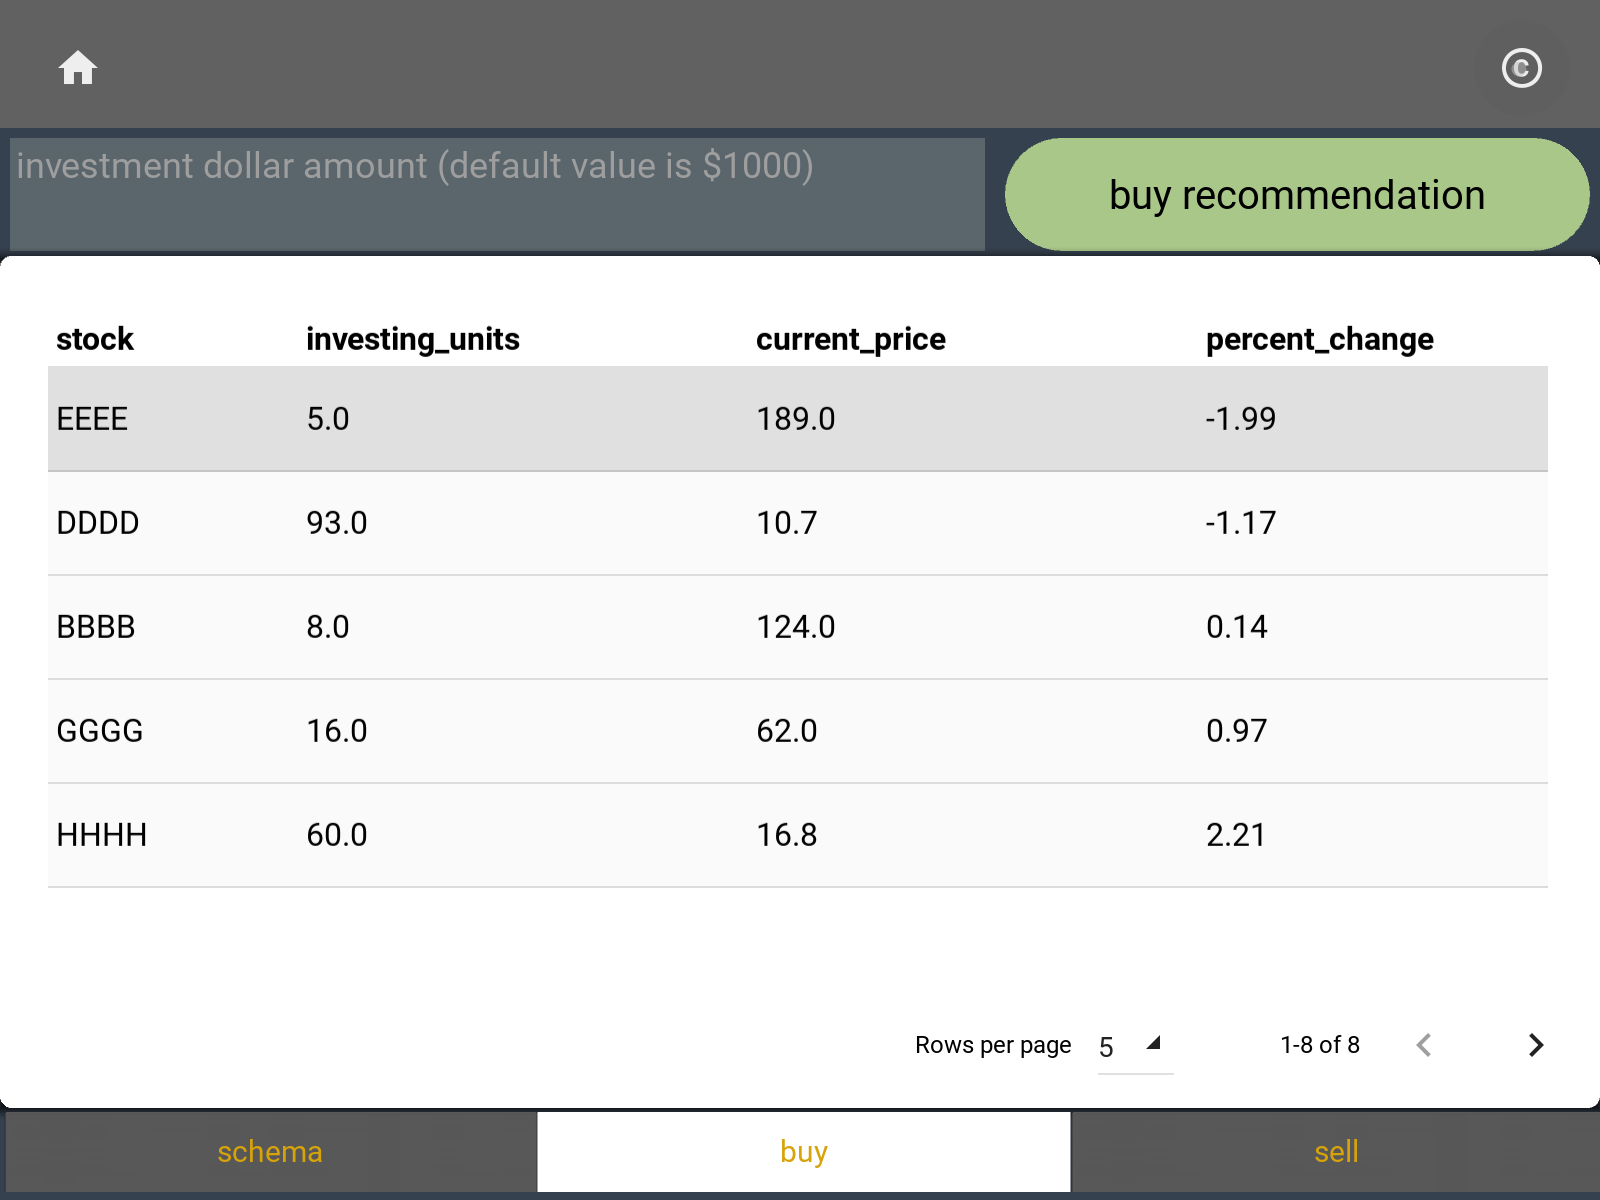 ©
investment dollar amount (default value is $1000)
buy recommendation
stock investing_units current_price percent_change
EEEE 5.0 189.0 -1.99
DDDD 93.0 10.7 -1.17
BBBB 8.0 124.0 0.14
GGGG 16.0 62.0 0.97
HHHH 60.0 16.8 2.21
Rows per page 5 1-8 of 8
schema buy sell